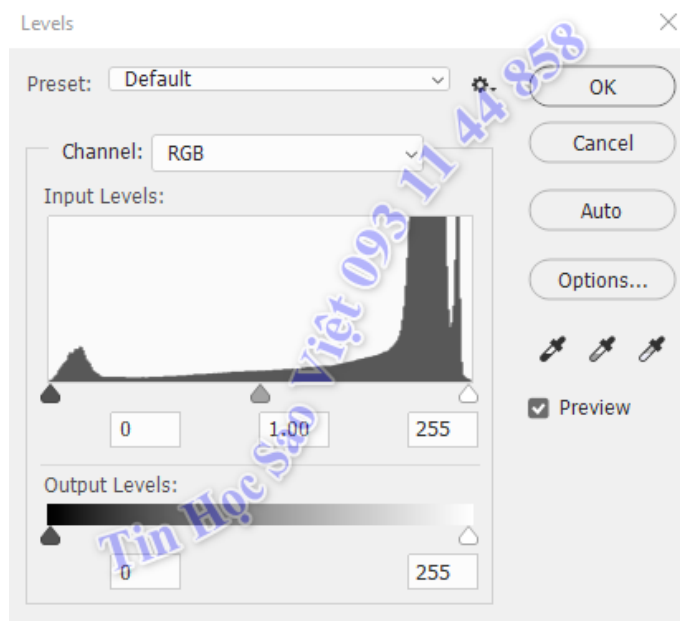 Levels
Preset: Default
OK
Channel: RGB
Cancel
Input Levels:
Auto
Options...
Preview
0 1.00 255
Output Levels:
0 255
Tin Học Sao Việt 093 11 44 858